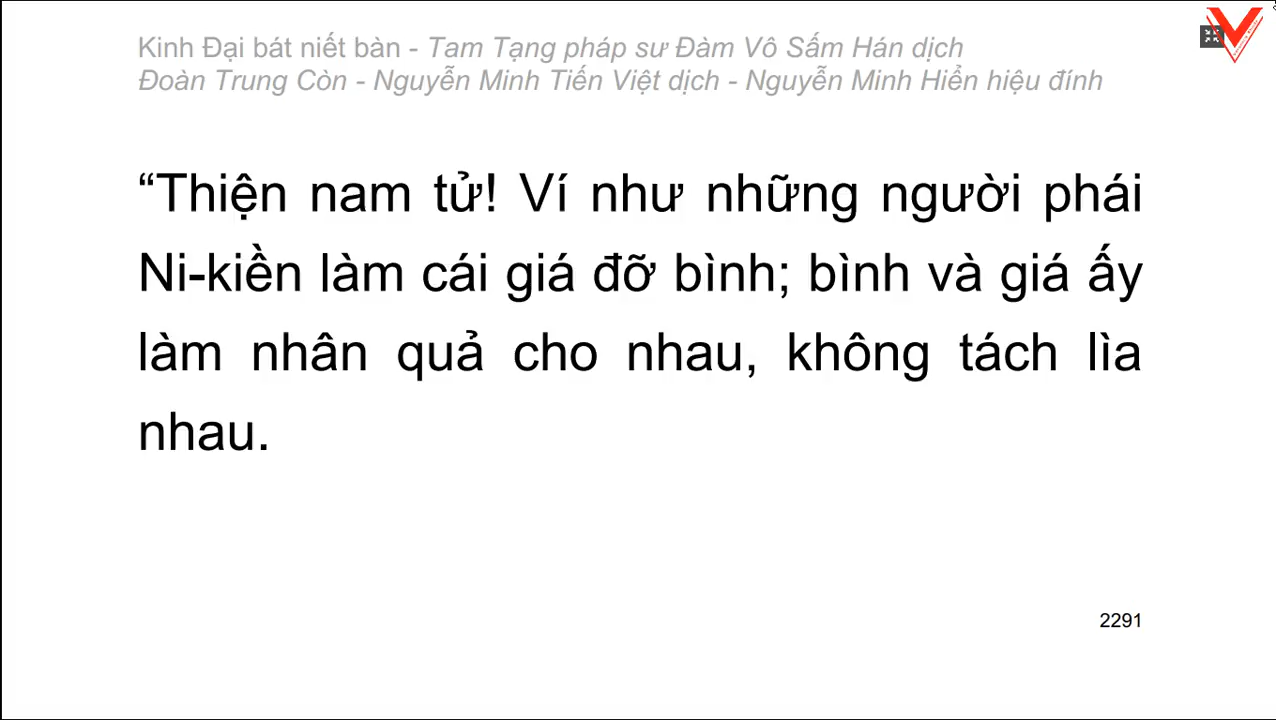 Kinh Đại bát niết bàn - Tam Tạng pháp sư Đàm Vô Sấm Hán dịch
Đoàn Trung Còn - Nguyễn Minh Tiến Việt dịch - Nguyễn Minh Hiển hiệu đính
“Thiện nam tử! Ví như những người phái
Ni-kiền làm cái giá đỡ bình; bình và giá ấy
làm nhân quả cho nhau, không tách lìa
nhau.
2291